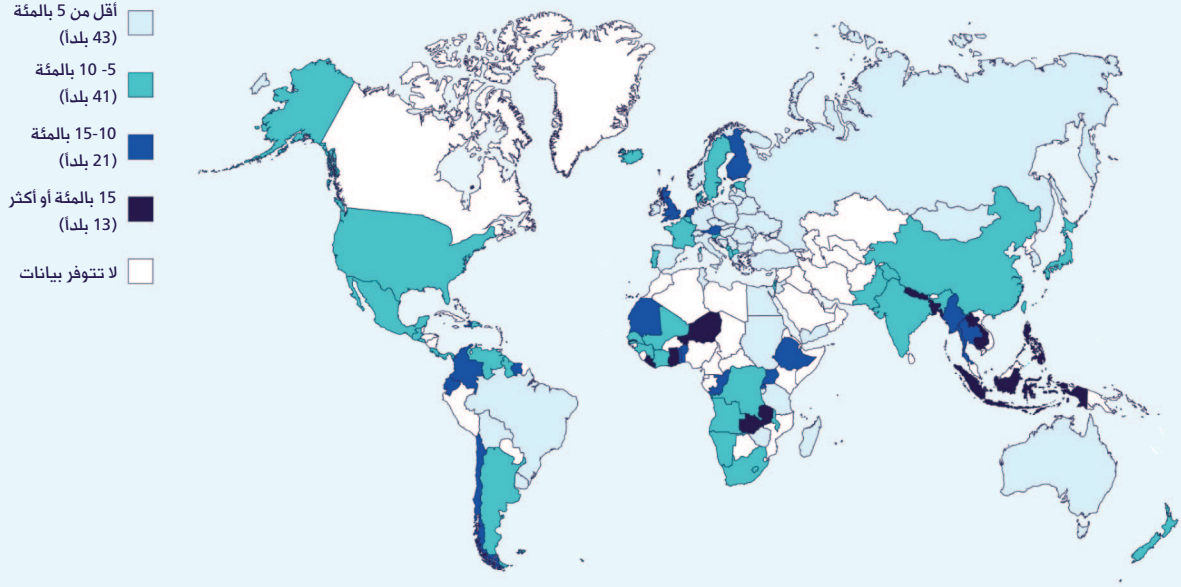 أقل من 5 بالمئة
(43 بلداً)
5- 10 بالمئة
(41 بلداً)
15-10 بالمئة
(21 بلداً)
15 بالمئة أو أكثر
(13 بلداً)
لا تتوفر بيانات